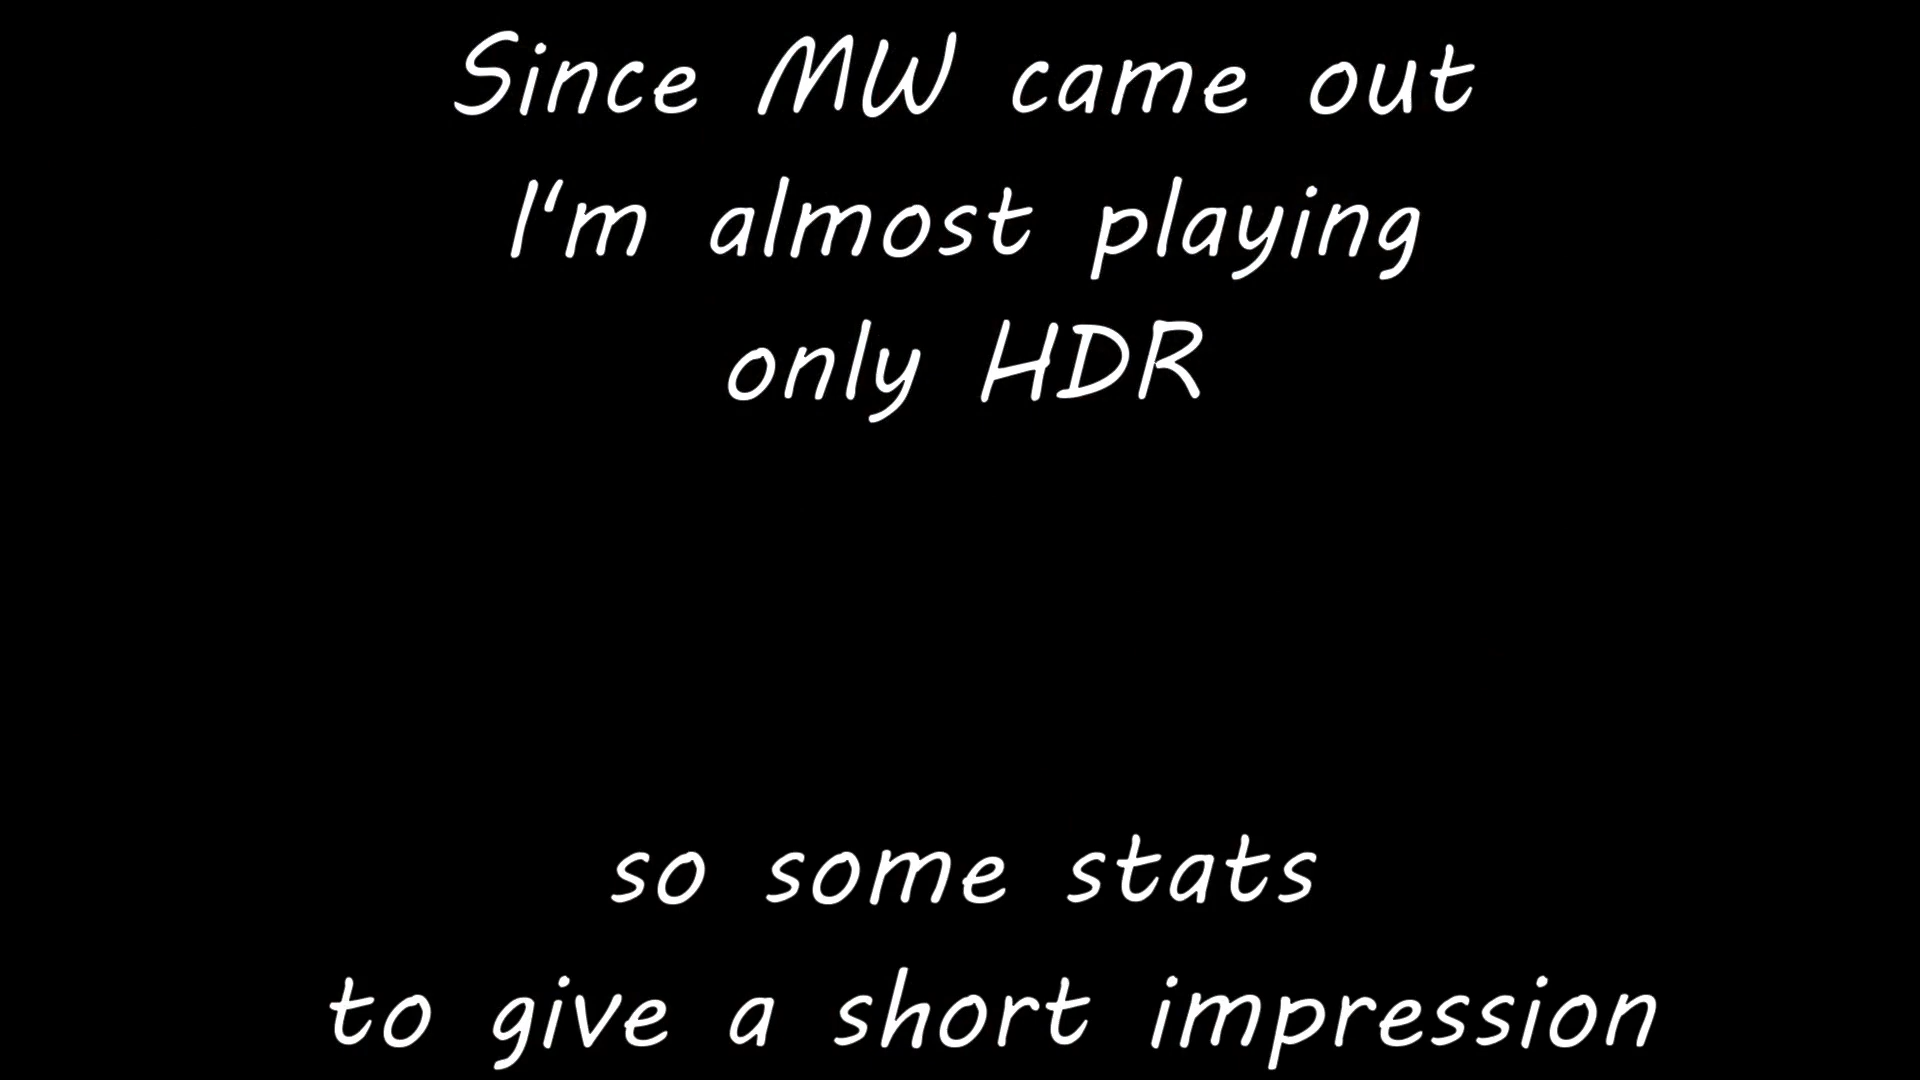 Since MW came out
I'm almost playing
only HDR
so some stats
to give a short impression